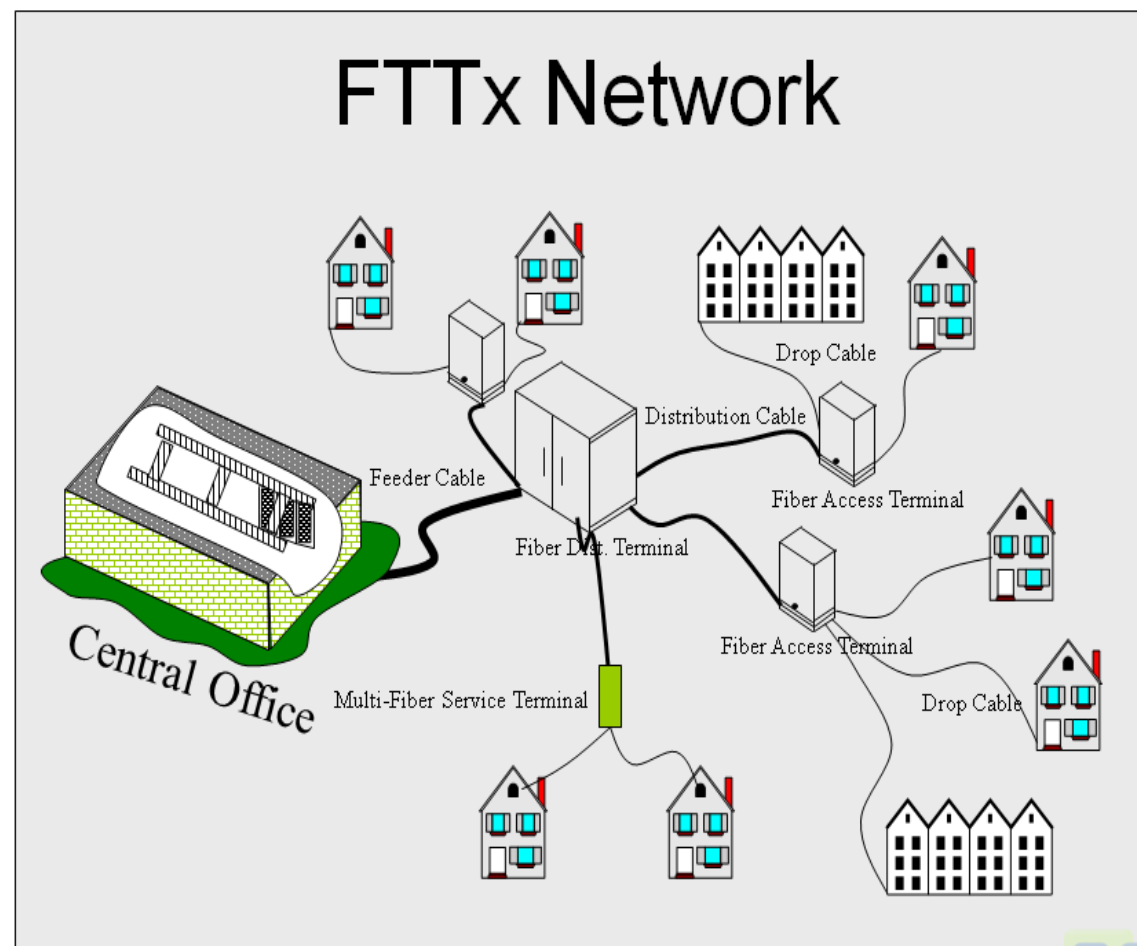 FTTx Network
Drop Cable
Distribution Cable
Feeder Cable
Fiber Access Terminal
Fiber Dist. Terminal
Fiber Access Terminal
Central Office
Multi-Fiber Service Terminal
Drop Cable